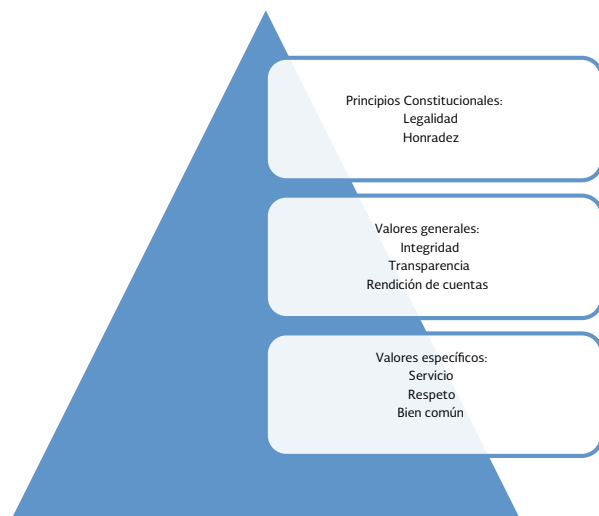 Principios Constitucionales:
Legalidad
Honradez
Valores generales:
Integridad
Transparencia
Rendición de cuentas
Valores específicos:
Servicio
Respeto
Bien común